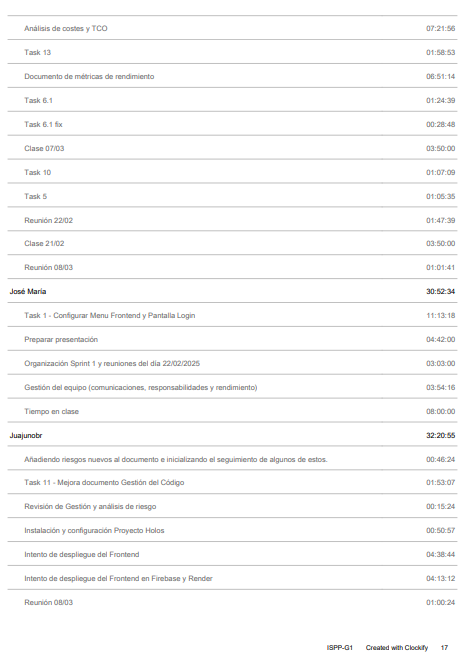 Análisis de costes y TCO 07:21:56
Task 13 01:58:53
Documento de métricas de rendimiento 06:51:14
Task 6.1 01:24:39
Task 6.1 fix 00:28:48
Clase 07/03 03:50:00
Task 10 01:07:09
Task 5 01:05:35
Reunión 22/02 01:47:39
Clase 21/02 03:50:00
Reunión 08/03 01:01:41
José María 30:52:34
Task 1 - Configurar Menu Frontend y Pantalla Login 11:13:18
Preparar presentación 04:42:00
Organización Sprint 1 y reuniones del día 22/02/2025 03:03:00
Gestión del equipo (comunicaciones, responsabilidades y rendimiento) 03:54:16
Tiempo en clase 08:00:00
Juajunobr 32:20:55
Añadiendo riesgos nuevos al documento e inicializando el seguimiento de algunos de estos. 00:46:24
Task 11 - Mejora documento Gestión del Código 01:53:07
Revisión de Gestión y análisis de riesgo 00:15:24
Instalación y configuración Proyecto Holos 00:50:57
Intento de despliegue del Frontend 04:38:44
Intento de despliegue del Frontend en Firebase y Render 04:13:12
Reunión 08/03 01:00:24
ISPP-G1 Created with Clockify 17